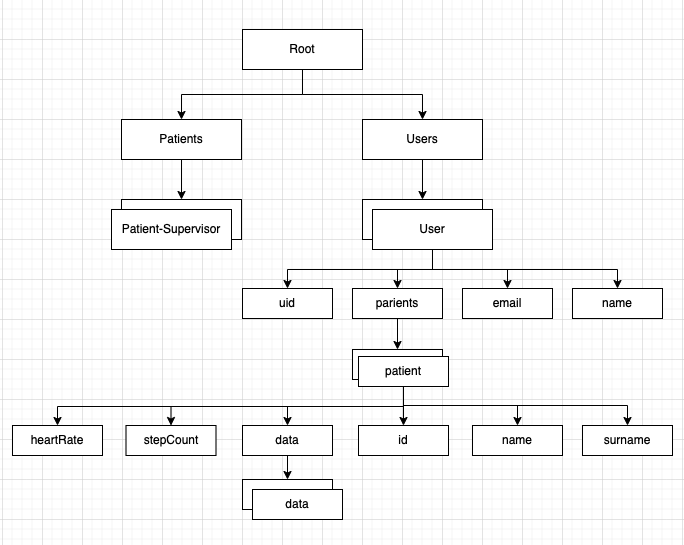 Root
Patients
Users
Patient-Supervisor
User
uid
parients
email
name
patient
heartRate
stepCount
data
id
name
surname
data